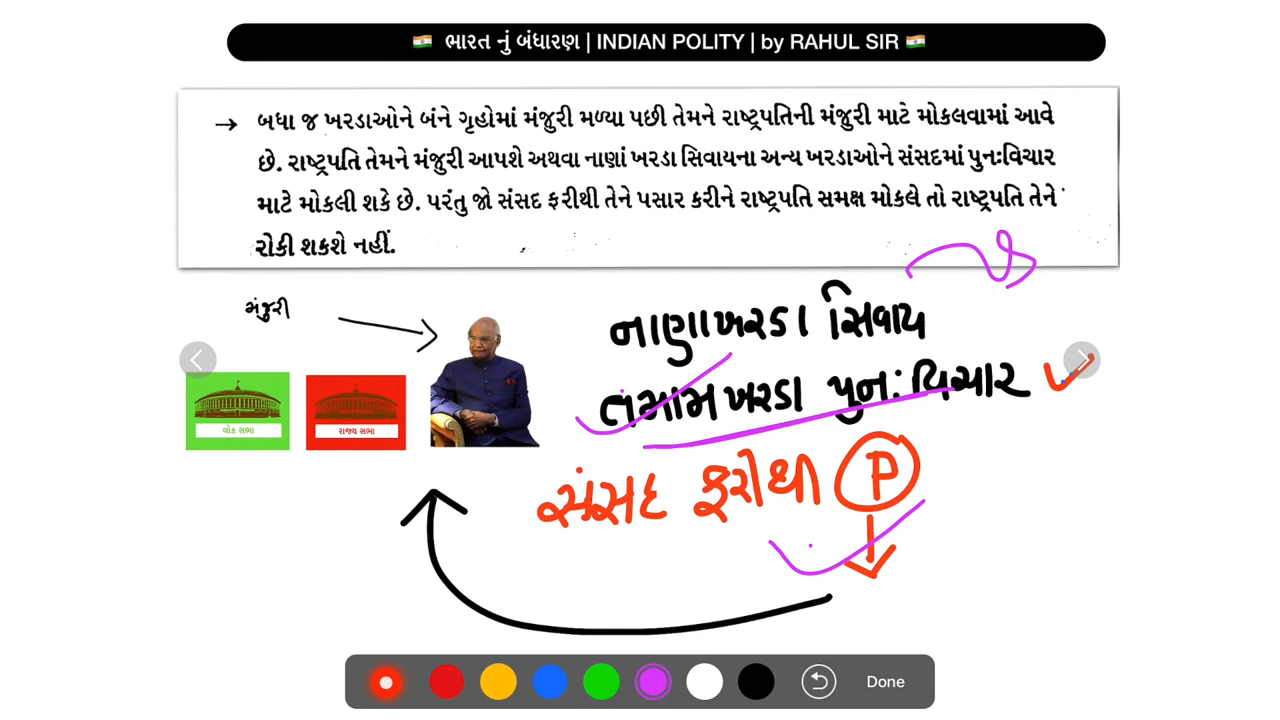 🇮🇳 ભારત નું બંધારણ | INDIAN POLITY | by RAHUL SIR 🇮🇳
→ બધા જ ખરડાઓને બંને ગૃહોમાં મંજુરી મળ્યા પછી તેમને રાષ્ટ્રપતિની મંજુરી માટે મોકલવામાં આવે
છે. રાષ્ટ્રપતિ તેમને મંજુરી આપશે અથવા નાણાં ખરડા સિવાયના અન્ય ખરડાઓને સંસદમાં પુનઃવિચાર
માટે મોકલી શકે છે. પરંતુ જો સંસદ ફરીથી તેને પસાર કરીને રાષ્ટ્રપતિ સમક્ષ મોકલે તો રાષ્ટ્રપતિ તેને
રોકી શકશે નહીં.
મંજુરી
નાણાખરડા સિવાય
તમામ ખરડા પુનઃવિચાર
લોક સભા
રાજ્ય સભા
સંસદ ફરીથી P
Done